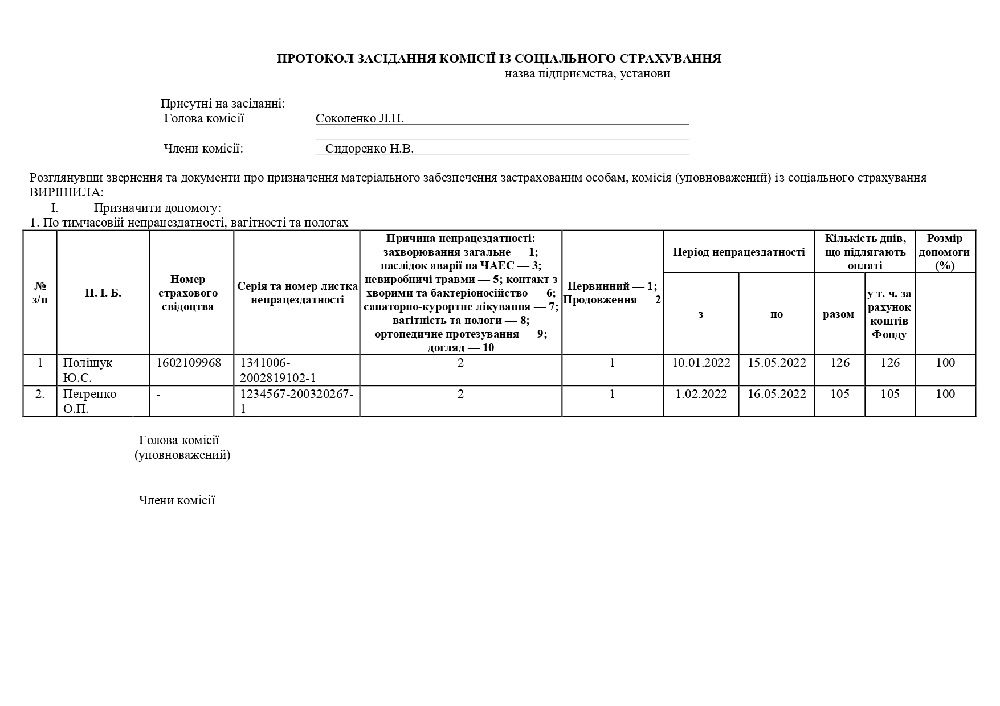 ПРОТОКОЛ ЗАСІДАННЯ КОМІСІЇ ІЗ СОЦІАЛЬНОГО СТРАХУВАННЯ
назва підприємства, установи
Присутні на засіданні:
Голова комісії Соколенко Л.П.
Члени комісії: Сидоренко Н.В.
Розглянувши звернення та документи про призначення матеріального забезпечення застрахованим особам, комісія (уповноважений) із соціального страхування
ВИРІШИЛА:
I. Призначити допомогу:
1. По тимчасовій непрацездатності, вагітності та пологах
№
з/п
П. І. Б.
Номер
страхового
свідоцтва
Серія та номер листка
непрацездатності
Причина непрацездатності:
захворювання загальне — 1;
наслідок аварії на ЧАЕС — 3;
невиробничі травми — 5; контакт з
хворими та бактеріоносійство — 6;
санаторно-курортне лікування — 7;
вагітність та пологи — 8;
ортопедичне протезування — 9;
догляд — 10
Первинний — 1;
Продовження — 2
Період непрацездатності
з
по
Кількість днів,
що підлягають
оплаті
разом
у т. ч. за
рахунок
коштів
Фонду
Розмір
допомоги
(%)
1 Поліщук 1602109968 1341006- 2 1 10.01.2022 15.05.2022 126 126 100
Ю.С. 2002819102-1
2. Петренко - 1234567-200320267- 2 1 1.02.2022 16.05.2022 105 105 100
О.П. 1
Голова комісії
(уповноважений)
Члени комісії